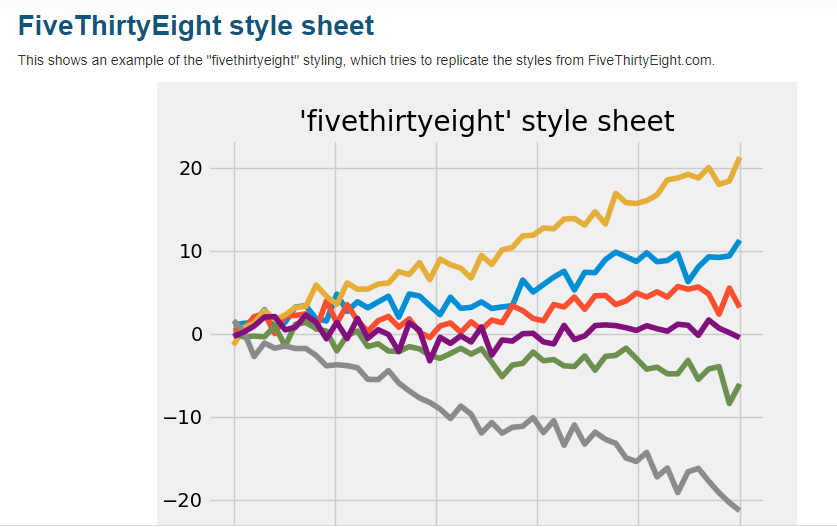 FiveThirtyEight style sheet
This shows an example of the "fivethirtyeight" styling, which tries to replicate the styles from FiveThirtyEight.com.
'fivethirtyeight' style sheet
20
10
0
−10
−20